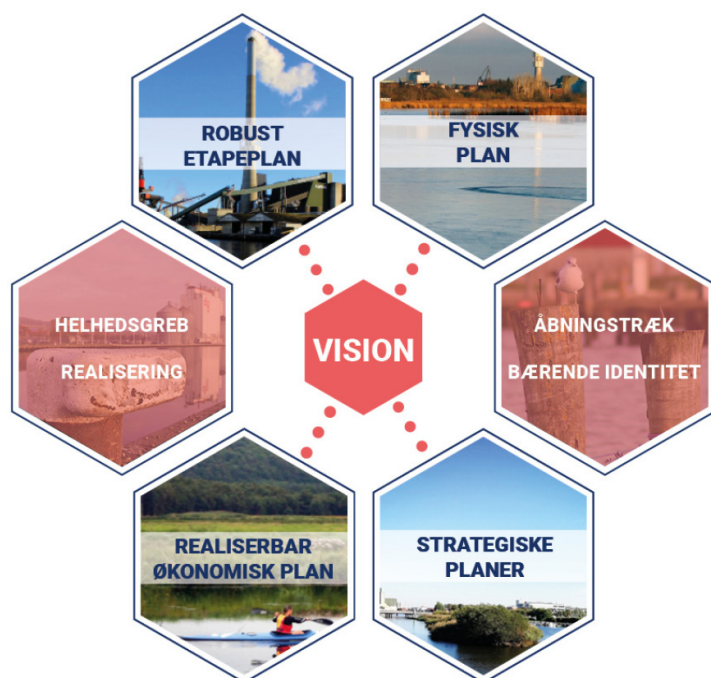 ROBUST
ETAPEPLAN
FYSISK
PLAN
HELHEDSGREB
REALISERING
VISION
ÅBNINGSTRÆK
BÆRENDE IDENTITET
REALISERBAR
ØKONOMISK PLAN
STRATEGISKE
PLANER